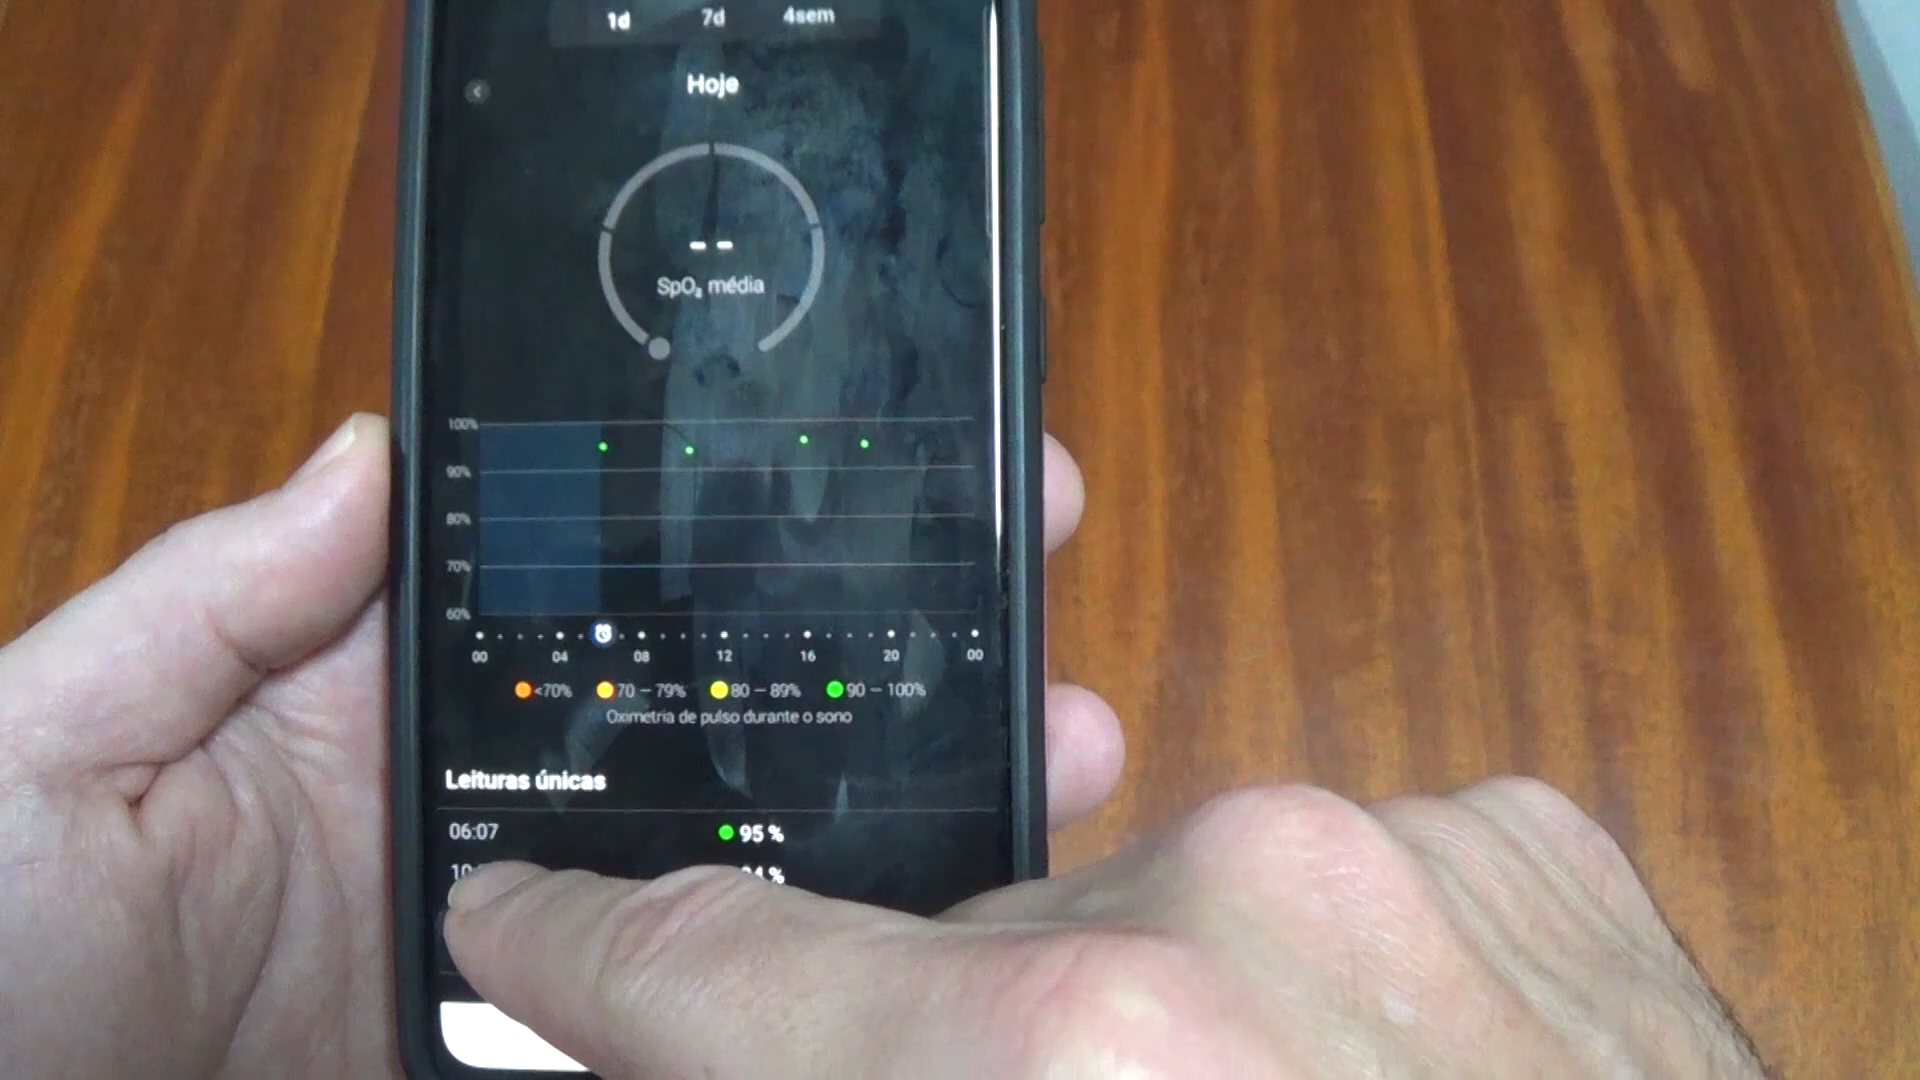 1d 7d 4sem
Hoje
--
SpO₂ média
100%
90%
80%
70%
60%
00 04 08 12 16 20 00
<70% 70 – 79% 80 – 89% 90 – 100%
Oximetria de pulso durante o sono
Leituras únicas
06:07 95 %